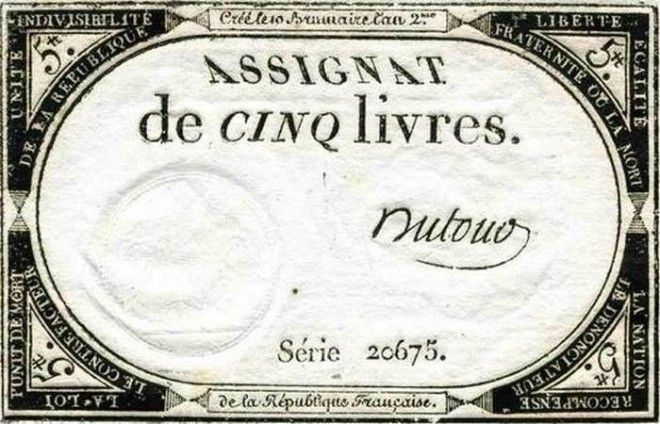 Créé le 10 Brumaire l'an 2.me
UNITÉ INDIVISIBILITÉ
DE LA RÉPUBLIQUE
5.#
LIBERTÉ ÉGALITÉ
FRATERNITÉ OU LA MORT
5#
ASSIGNAT
de CINQ livres.
Dutour
Série 20675.
LA LOI PUNIT DE MORT
LE CONTREFACTEUR
5.#
LA NATION RECOMPENSE
LE DÉNONCIATEUR
5#
de la République Française.